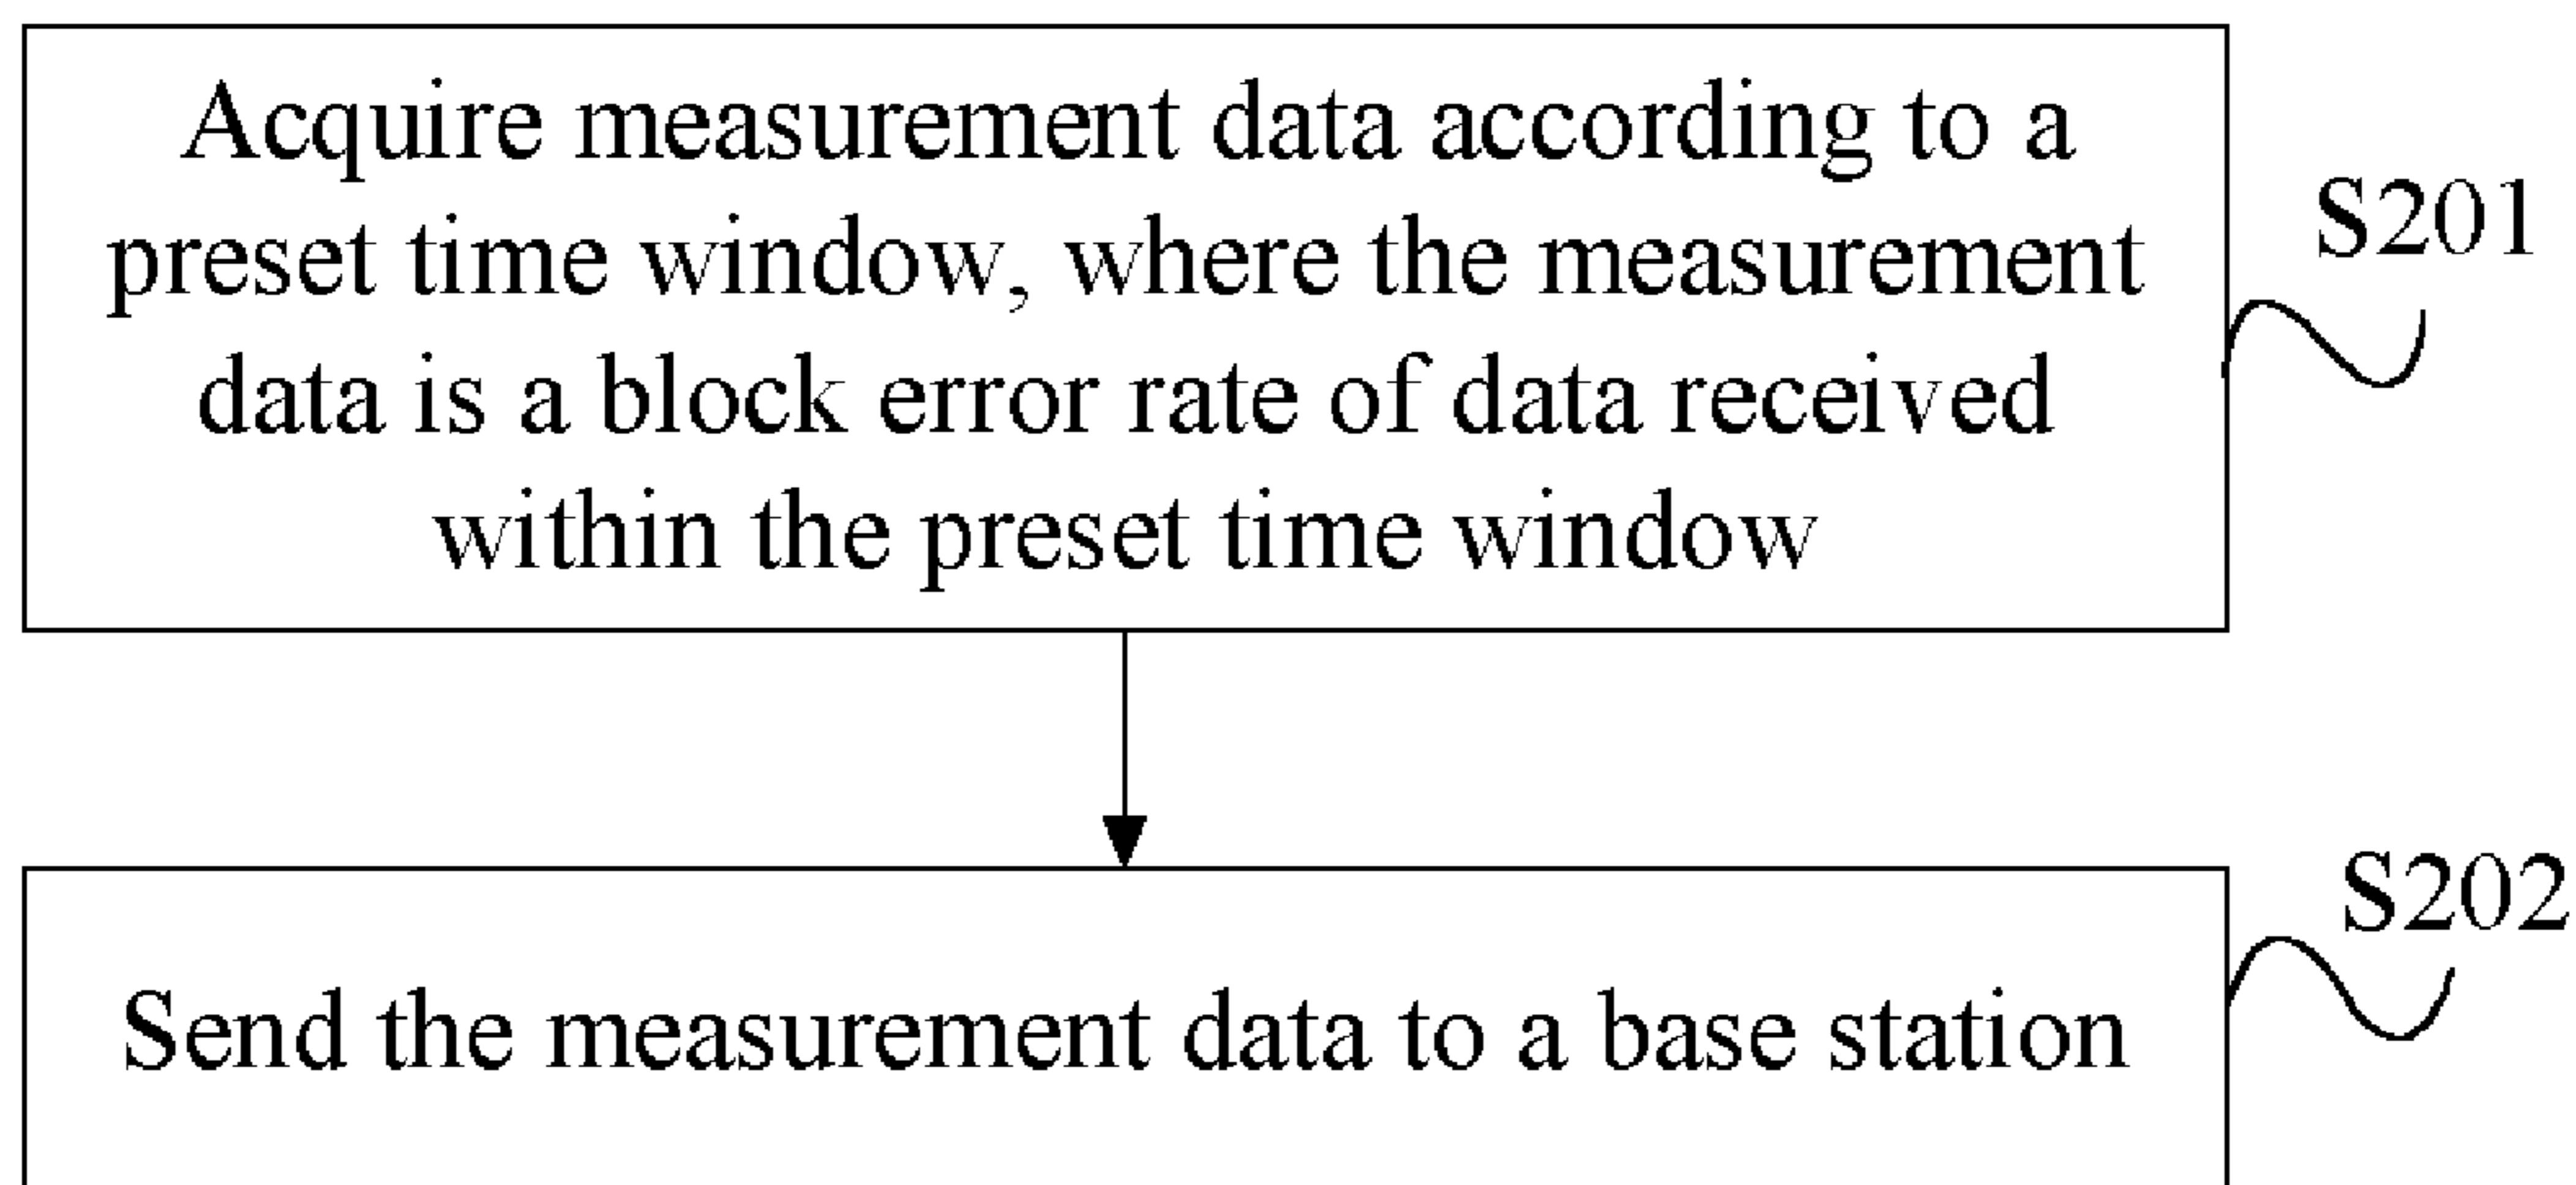 Acquire measurement data according to a
preset time window, where the measurement
data is a block error rate of data received
within the preset time window
S201
S202
Send the measurement data to a base station